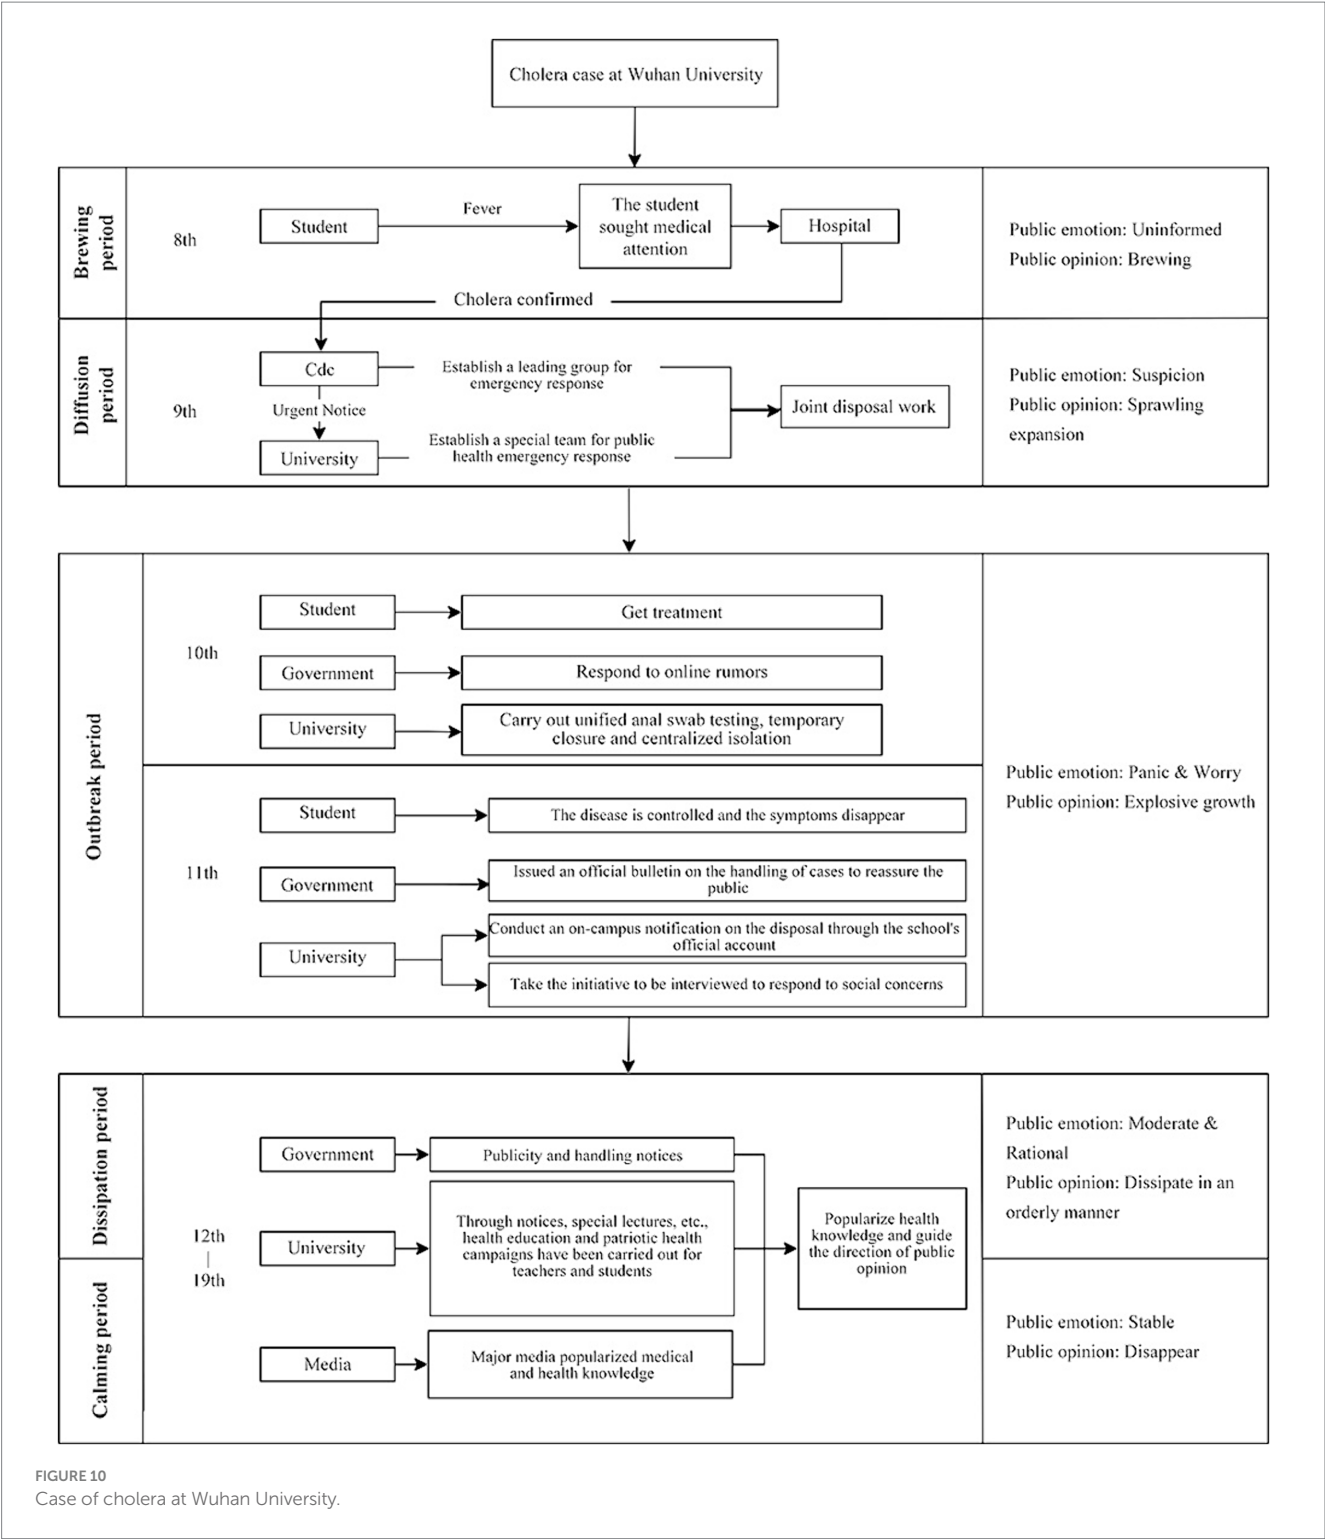 Cholera case at Wuhan University
Brewing
period
8th
Student
Fever
The student
sought medical
attention
Hospital
Cholera confirmed
Public emotion: Uninformed
Public opinion: Brewing
Diffusion
period
9th
Cdc
Urgent Notice
University
Establish a leading group for
emergency response
Establish a special team for public
health emergency response
Joint disposal work
Public emotion: Suspicion
Public opinion: Sprawling
expansion
Outbreak period
10th
Student
Get treatment
Government
Respond to online rumors
University
Carry out unified anal swab testing, temporary
closure and centralized isolation
11th
Student
The disease is controlled and the symptoms disappear
Government
Issued an official bulletin on the handling of cases to reassure the
public
University
Conduct an on-campus notification on the disposal through the school's
official account
Take the initiative to be interviewed to respond to social concerns
Public emotion: Panic & Worry
Public opinion: Explosive growth
Dissipation period
Calming period
12th
|
19th
Government
Publicity and handling notices
University
Through notices, special lectures, etc.,
health education and patriotic health
campaigns have been carried out for
teachers and students
Media
Major media popularized medical
and health knowledge
Popularize health
knowledge and guide
the direction of public
opinion
Public emotion: Moderate &
Rational
Public opinion: Dissipate in an
orderly manner
Public emotion: Stable
Public opinion: Disappear
FIGURE 10
Case of cholera at Wuhan University.